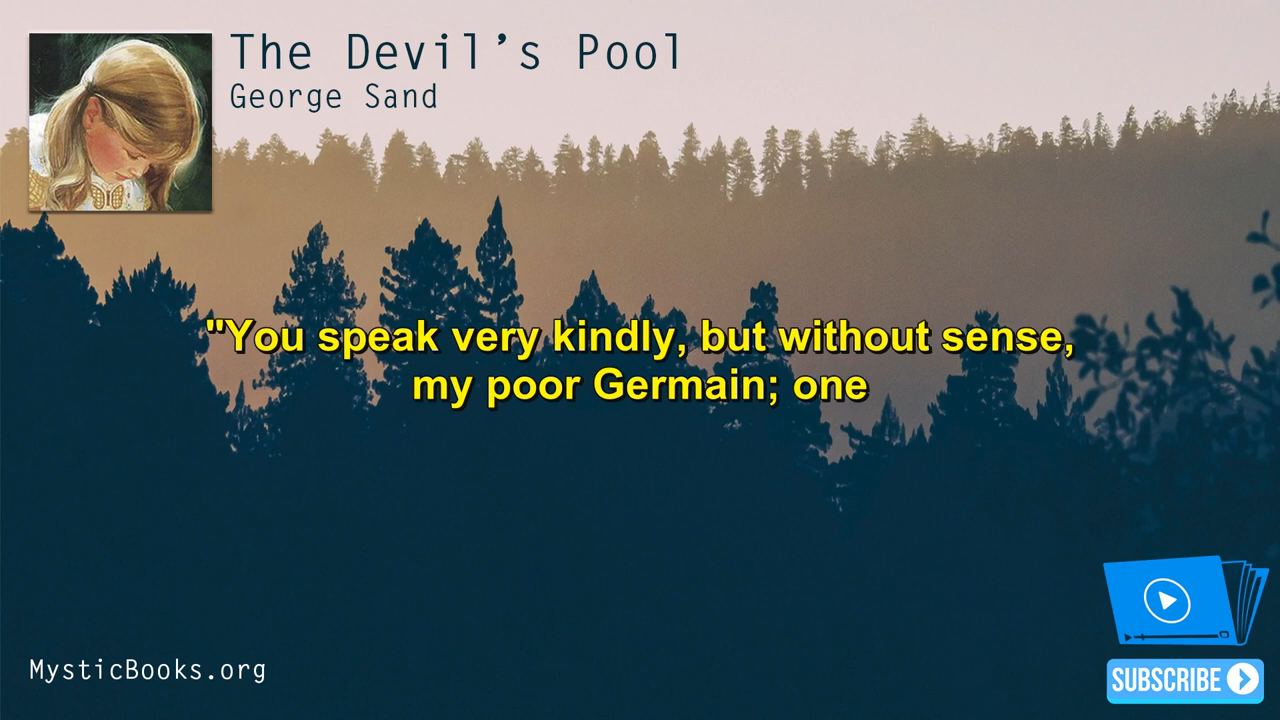 The Devil’s Pool
George Sand
"You speak very kindly, but without sense,
my poor Germain; one
MysticBooks.org
SUBSCRIBE